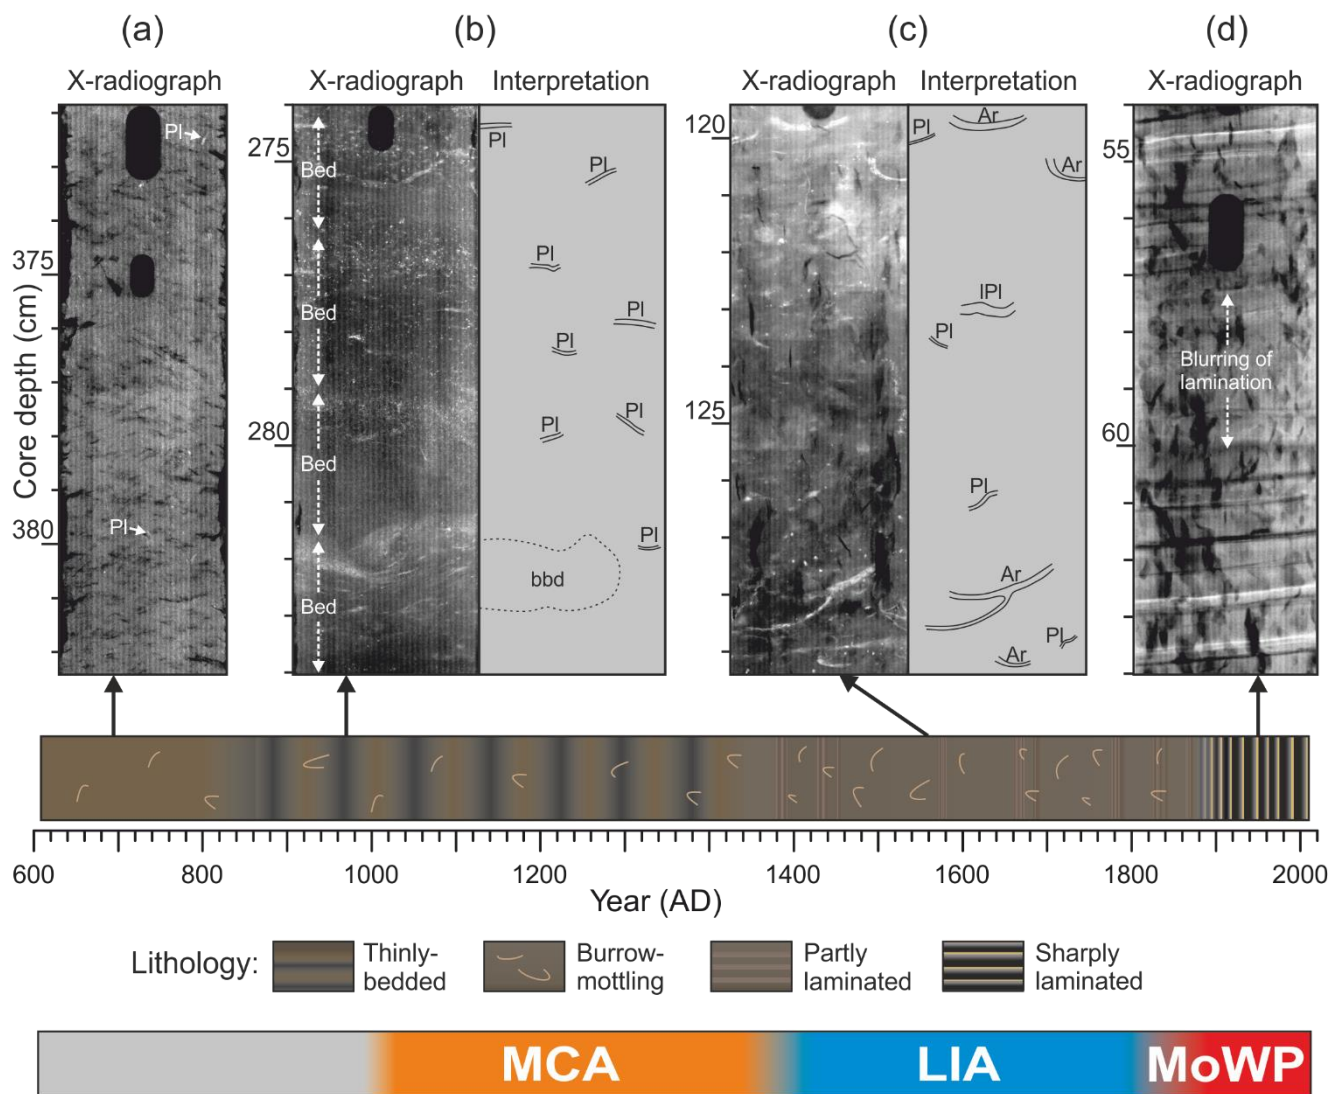 (a)
(b)
(c)
(d)
X-radiograph
X-radiograph
Interpretation
X-radiograph
Interpretation
X-radiograph
Core depth (cm)
375
380
Pl
Pl
275
280
Bed
Bed
Bed
Bed
Pl
Pl
Pl
Pl
Pl
Pl
Pl
Pl
bbd
120
125
Ar
Pl
Ar
IPl
Pl
Pl
Ar
Pl
Ar
55
60
Blurring of
lamination
600
800
1000
1200
1400
1600
1800
2000
Year (AD)
Lithology:
Thinly-
bedded
Burrow-
mottling
Partly
laminated
Sharply
laminated
MCA
LIA
MoWP